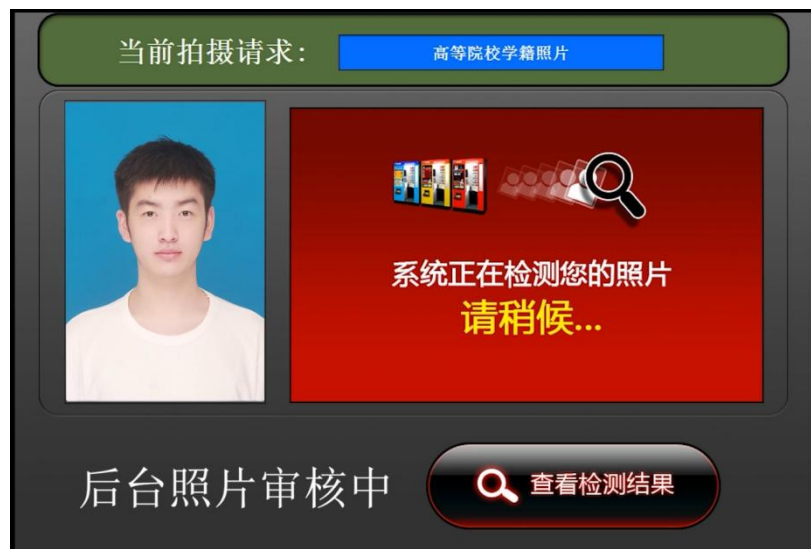 当前拍摄请求：
高等院校学籍照片
系统正在检测您的照片
请稍候...
后台照片审核中
查看检测结果